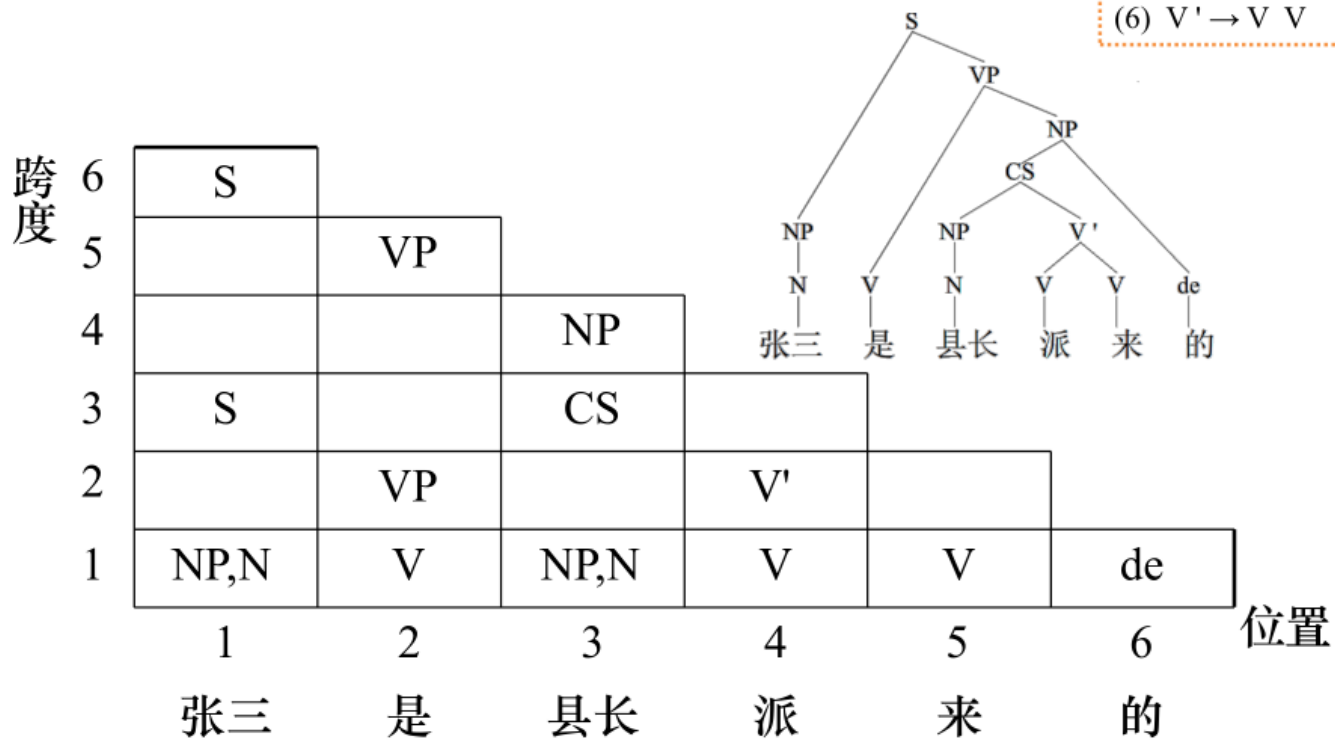 (6) V ' → V V
S
VP
NP
CS
NP NP V '
N V N V V de
张三 是 县长 派 来 的
跨度
6 S
5 VP
4 NP
3 S CS
2 VP V'
1 NP,N V NP,N V V de
1 2 3 4 5 6 位置
张三 是 县长 派 来 的